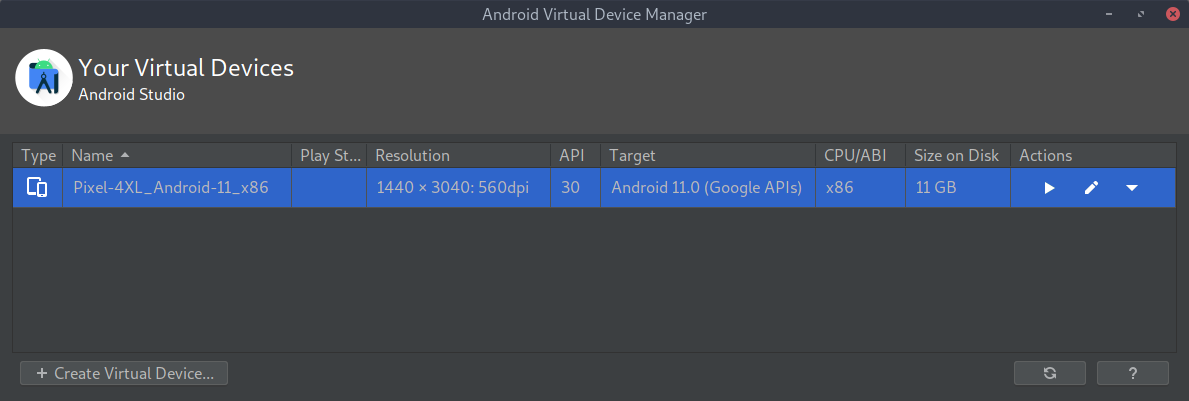 Android Virtual Device Manager
Your Virtual Devices
Android Studio
Type Name Play St... Resolution API Target CPU/ABI Size on Disk Actions
Pixel-4XL_Android-11_x86 1440 × 3040: 560dpi 30 Android 11.0 (Google APIs) x86 11 GB
+ Create Virtual Device... ?